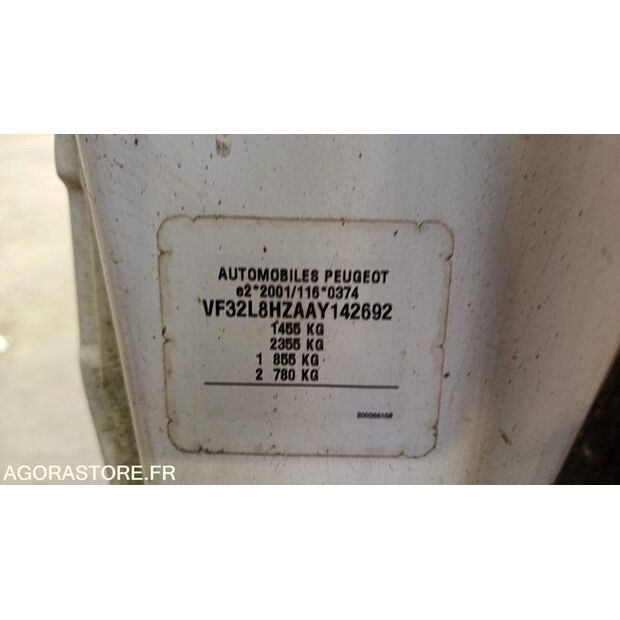 AUTOMOBILES PEUGEOT
e2*2001/116*0374
VF32L8HZAAY142692
1455 KG
2355 KG
1 855 KG
2 780 KG
AGORASTORE.FR